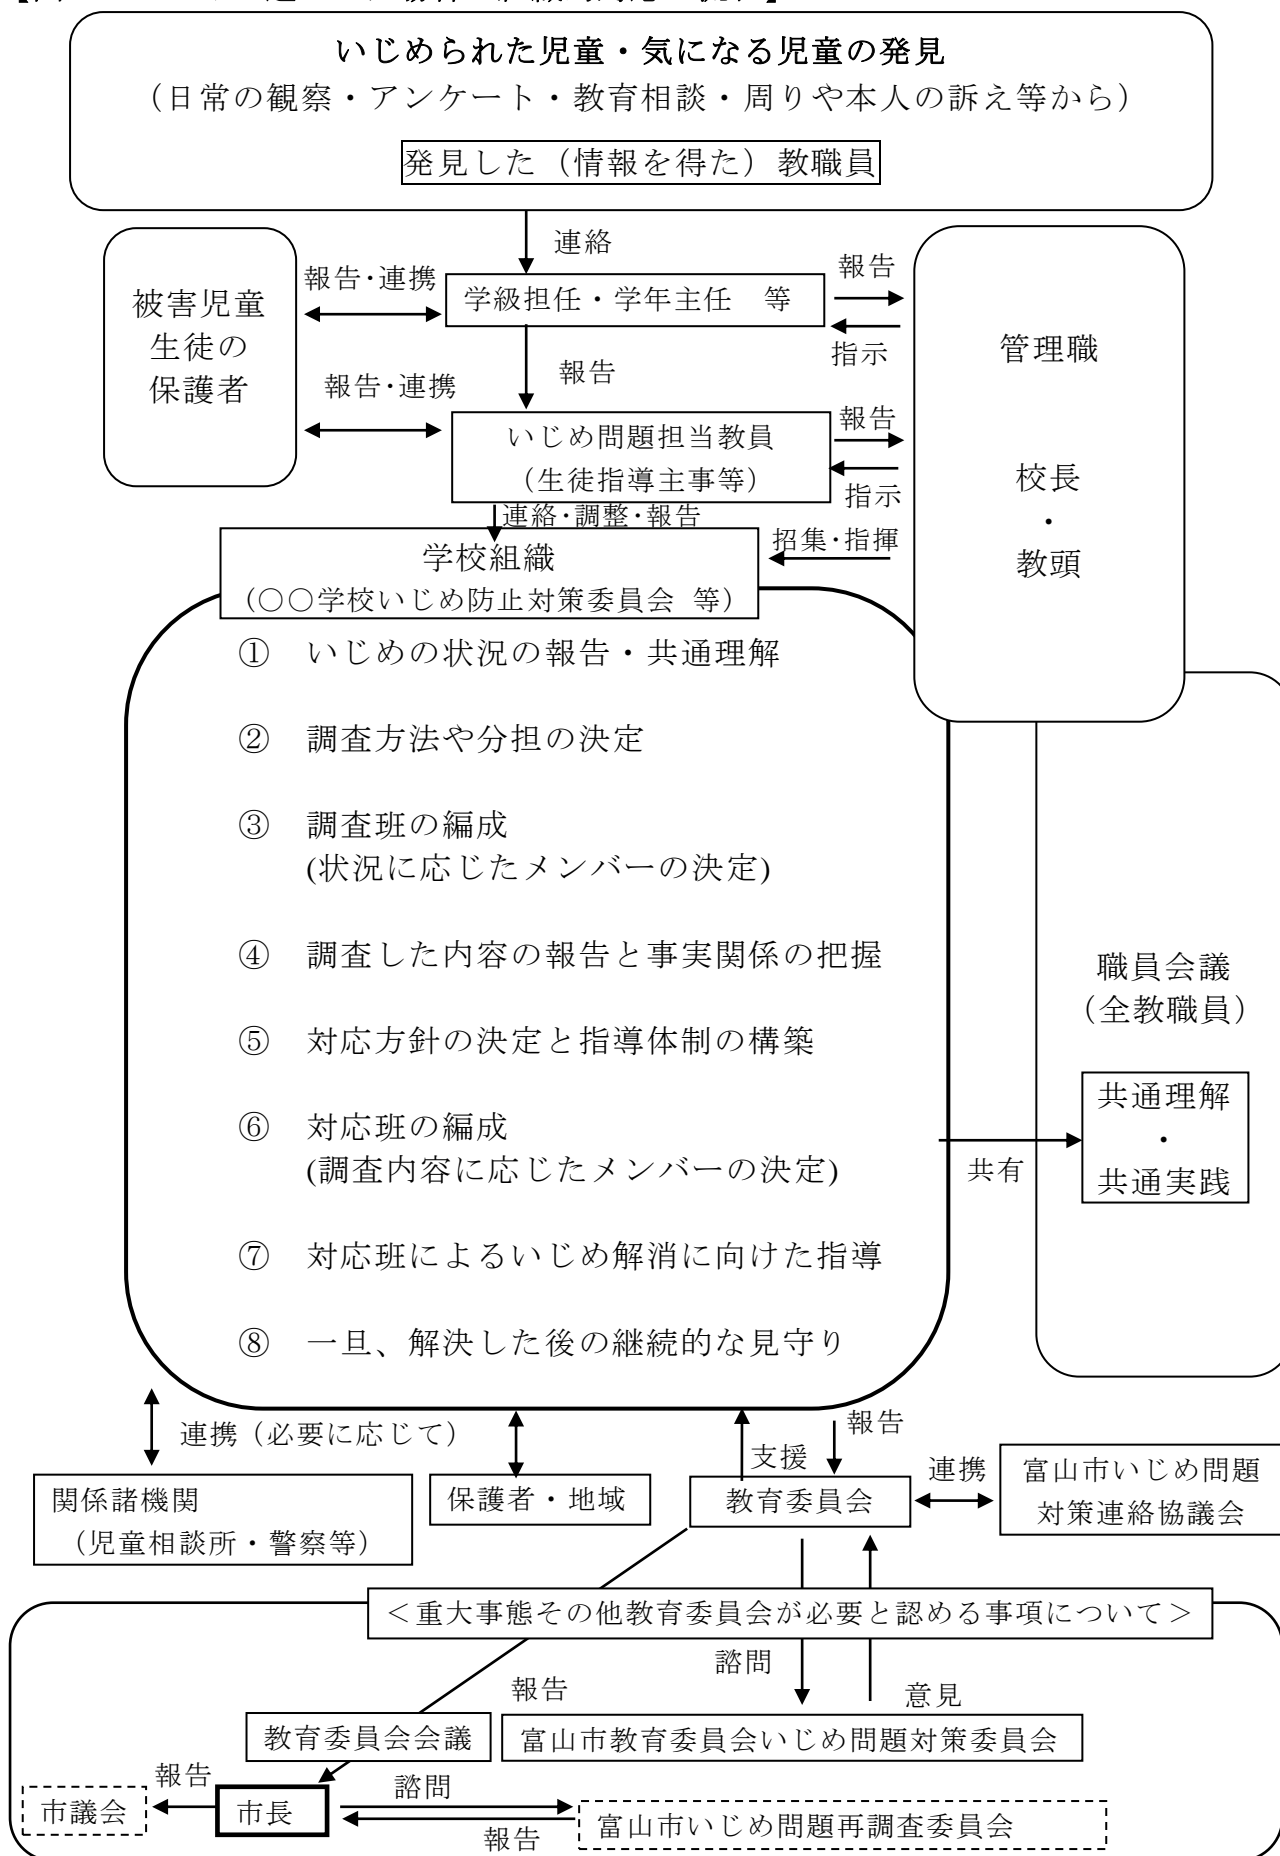 いじめられた児童・気になる児童の発見
（日常の観察・アンケート・教育相談・周りや本人の訴え等から）
発見した（情報を得た）教職員
連絡
被害児童
生徒の
保護者
報告・連携
学級担任・学年主任　等
報告
指示
報告
報告・連携
いじめ問題担当教員
（生徒指導主事等）
報告
指示
管理職
校長
・
教頭
連絡・調整・報告
招集・指揮
学校組織
（○○学校いじめ防止対策委員会 等）
①　いじめの状況の報告・共通理解
②　調査方法や分担の決定
③　調査班の編成
(状況に応じたメンバーの決定)
④　調査した内容の報告と事実関係の把握
⑤　対応方針の決定と指導体制の構築
⑥　対応班の編成
(調査内容に応じたメンバーの決定)
⑦　対応班によるいじめ解消に向けた指導
⑧　一旦、解決した後の継続的な見守り
共有
職員会議
（全教職員）
共通理解
・
共通実践
連携（必要に応じて）
支援
報告
関係諸機関
（児童相談所・警察等）
保護者・地域
教育委員会
連携
富山市いじめ問題
対策連絡協議会
＜重大事態その他教育委員会が必要と認める事項について＞
諮問
報告
意見
教育委員会会議
富山市教育委員会いじめ問題対策委員会
市議会
報告
市長
諮問
報告
富山市いじめ問題再調査委員会